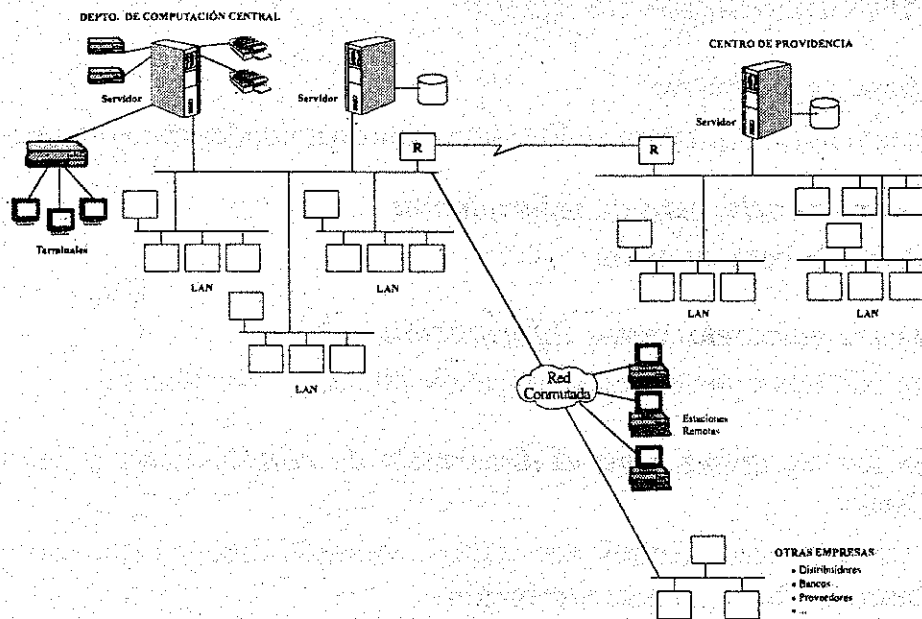 DEPTO. DE COMPUTACIÓN CENTRAL
CENTRO DE PROVIDENCIA
Servidor
Servidor
Servidor
R
R
Terminales
LAN
LAN
LAN
LAN
LAN
Red
Conmutada
Estaciones
Remotas
OTRAS EMPRESAS
• Distribuidores
• Bancos
• Proveedores
• ...